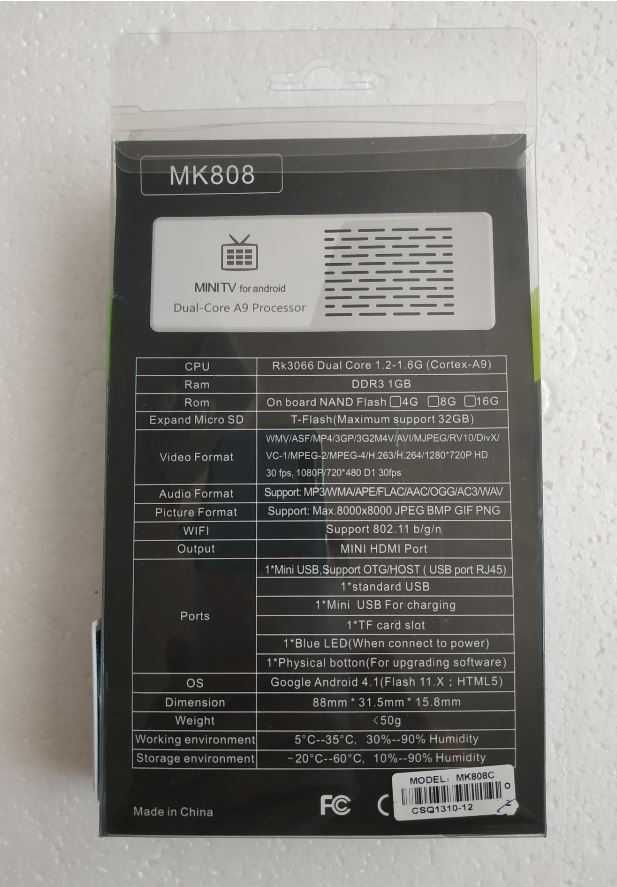 MK808
MINITV for android
Dual-Core A9 Processor
CPU Rk3066 Dual Core 1.2-1.6G (Cortex-A9)
Ram DDR3 1GB
Rom On board NAND Flash □4G □8G □16G
Expand Micro SD T-Flash(Maximum support 32GB)
Video Format WMV/ASF/MP4/3GP/3G2M4V/AVI/MJPEG/RV10/DivX/
VC-1/MPEG-2/MPEG-4/H.263/H.264/1280*720P HD
30 fps, 1080P/720*480 D1 30fps
Audio Format Support: MP3/WMA/APE/FLAC/AAC/OGG/AC3/WAV
Picture Format Support: Max.8000x8000 JPEG BMP GIF PNG
WIFI Support 802.11 b/g/n
Output MINI HDMI Port
Ports 1*Mini USB,Support OTG/HOST ( USB port RJ45)
1*standard USB
1*Mini USB For charging
1*TF card slot
1*Blue LED(When connect to power)
1*Physical botton(For upgrading software)
OS Google Android 4.1(Flash 11.X ; HTML5)
Dimension 88mm * 31.5mm * 15.8mm
Weight <50g
Working environment 5°C--35°C, 30%--90% Humidity
Storage environment -20°C--60°C, 10%--90% Humidity
Made in China
FC
MODEL: MK808C
CSQ1310-12